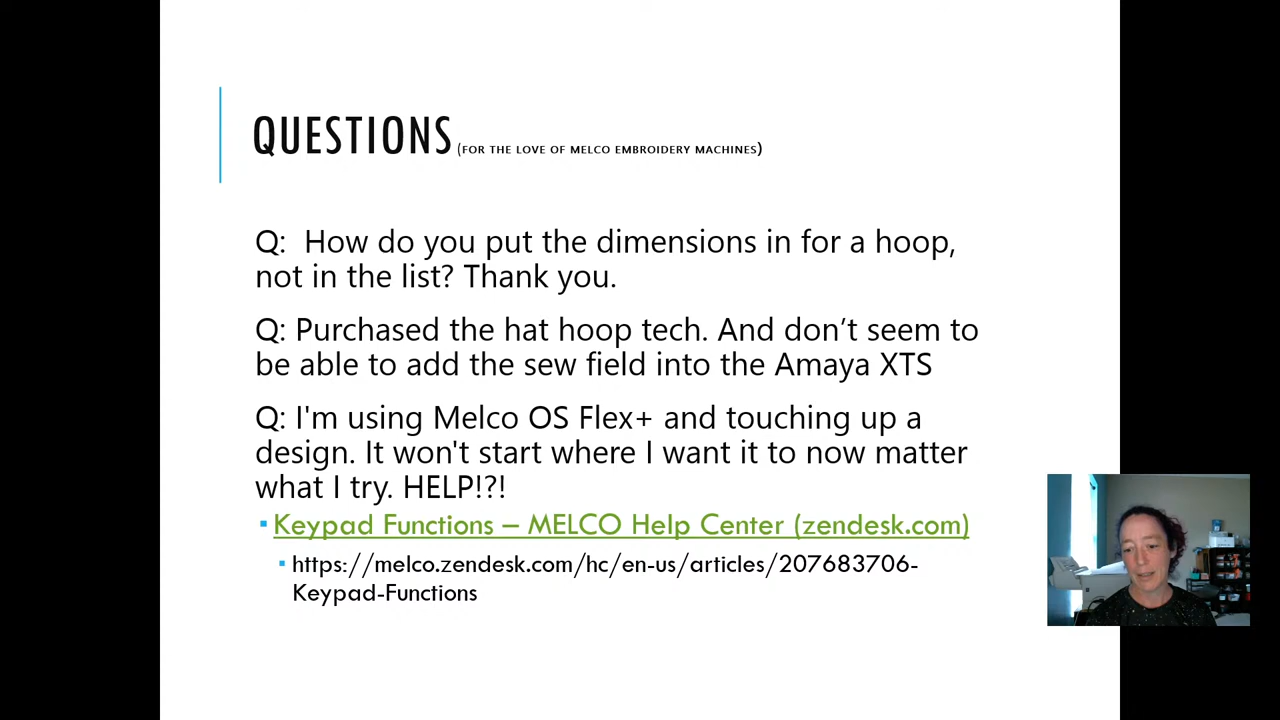 QUESTIONS (FOR THE LOVE OF MELCO EMBROIDERY MACHINES)
Q:  How do you put the dimensions in for a hoop,
not in the list? Thank you.
Q: Purchased the hat hoop tech. And don’t seem to
be able to add the sew field into the Amaya XTS
Q: I'm using Melco OS Flex+ and touching up a
design. It won't start where I want it to now matter
what I try. HELP!?!
▪ Keypad Functions – MELCO Help Center (zendesk.com)
▪ https://melco.zendesk.com/hc/en-us/articles/207683706-
Keypad-Functions